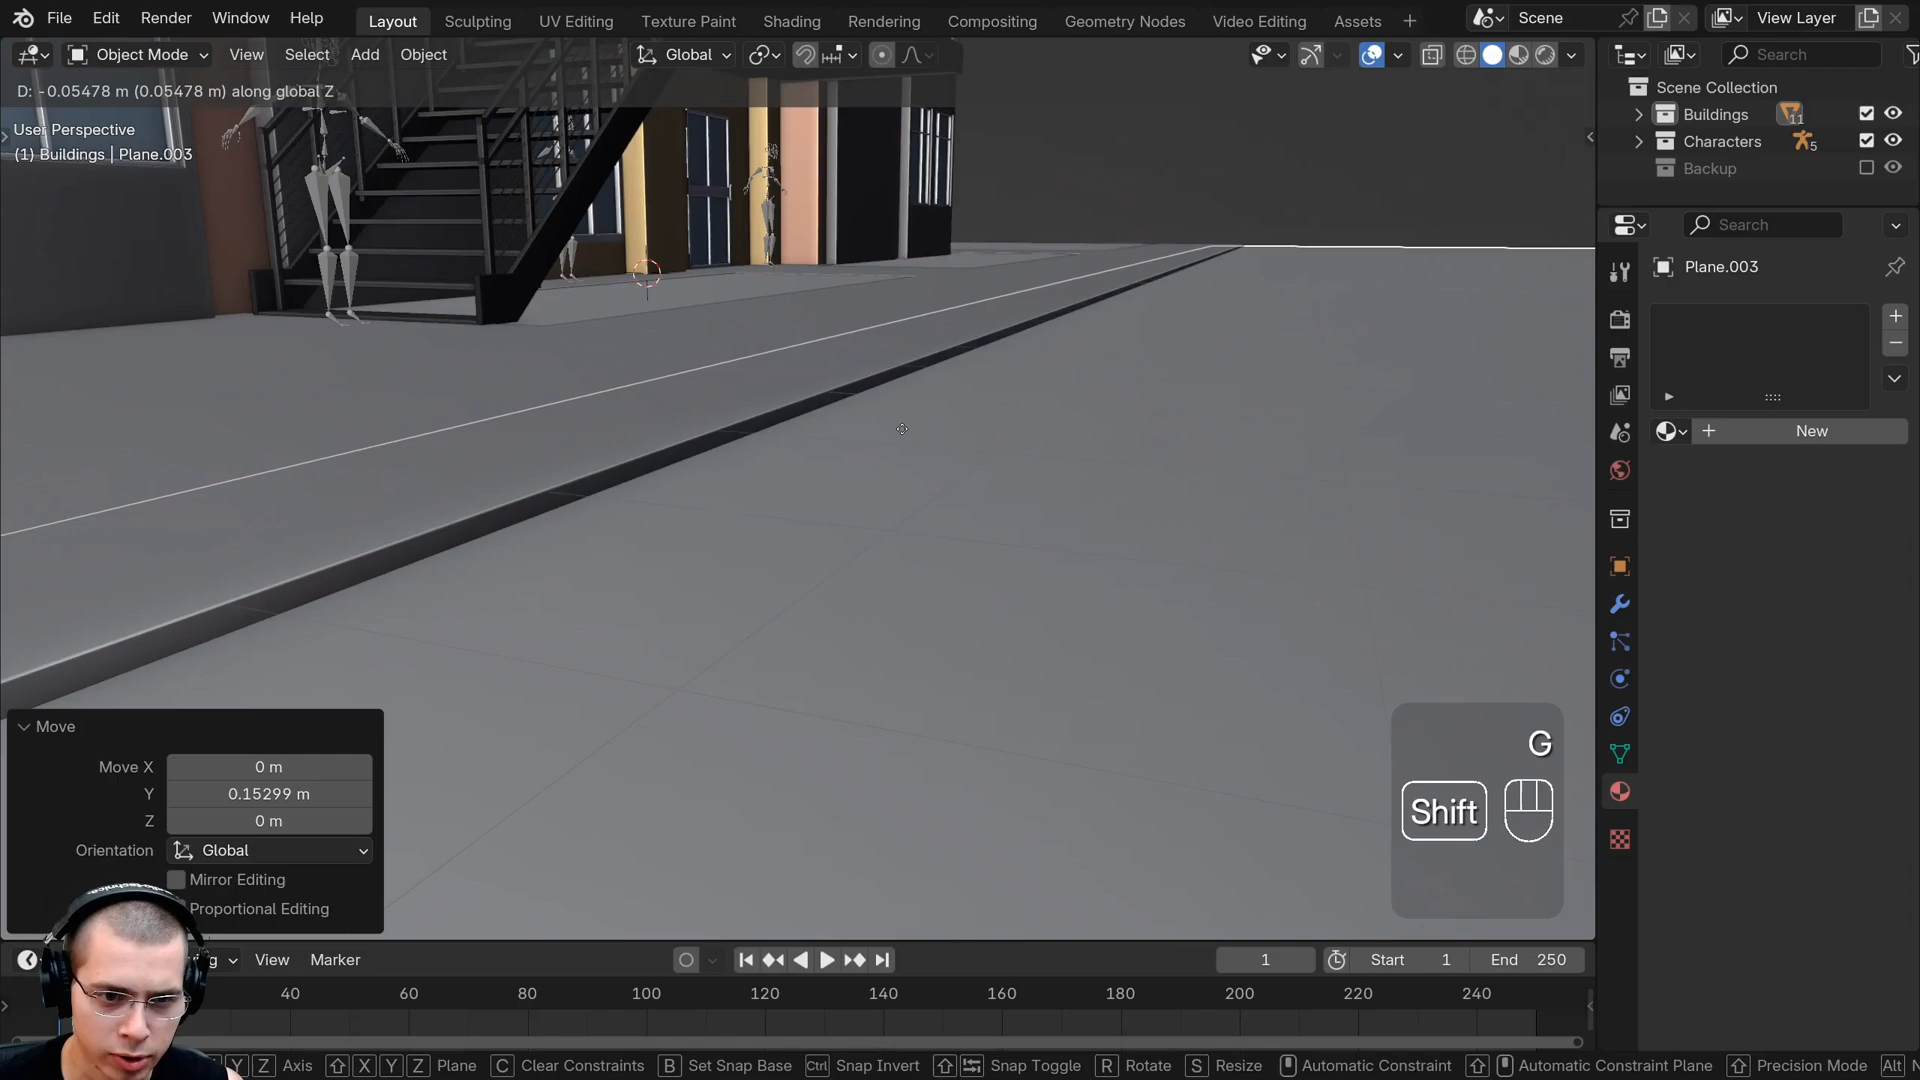 File Edit Render Window Help Layout Sculpting UV Editing Texture Paint Shading Rendering Compositing Geometry Nodes Video Editing Assets Scene View Layer
Object Mode View Select Add Object Global Search
D: -0.05478 m (0.05478 m) along global Z
User Perspective
(1) Buildings | Plane.003
Scene Collection
Buildings 11
Characters 5
Backup
Search
Plane.003
New
G
Shift
Move
Move X 0 m
Y 0.15299 m
Z 0 m
Orientation Global
Mirror Editing
Proportional Editing
View Marker 1 Start 1 End 250
40 60 80 100 120 140 160 180 200 220 240
Y Z Axis X Y Z Plane C Clear Constraints B Set Snap Base Ctrl Snap Invert Snap Toggle R Rotate S Resize Automatic Constraint Automatic Constraint Plane Precision Mode Alt